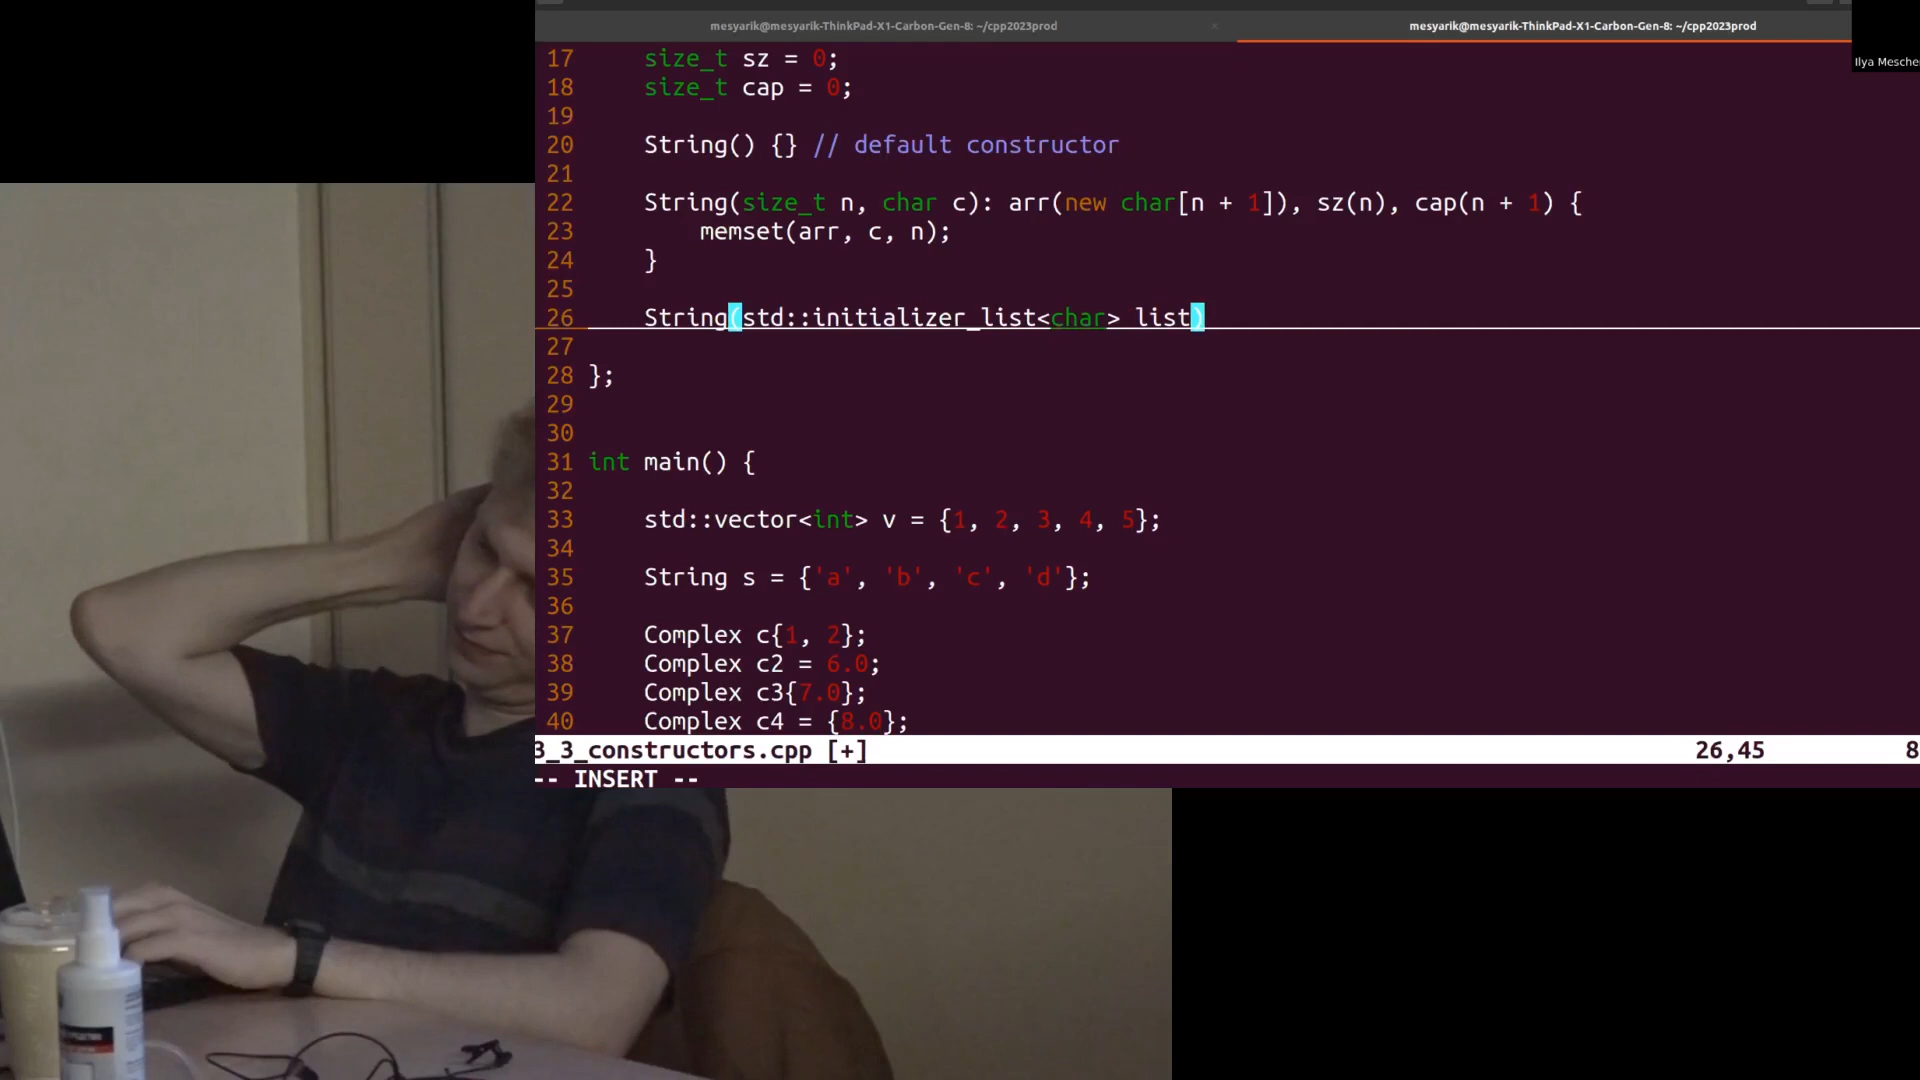 mesyarik@mesyarik-ThinkPad-X1-Carbon-Gen-8: ~/cpp2023prod × mesyarik@mesyarik-ThinkPad-X1-Carbon-Gen-8: ~/cpp2023prod
Ilya Mesche
17 size_t sz = 0;
18 size_t cap = 0;
19
20 String() {} // default constructor
21
22 String(size_t n, char c): arr(new char[n + 1]), sz(n), cap(n + 1) {
23 memset(arr, c, n);
24 }
25
26 String(std::initializer_list<char> list)
27
28 };
29
30
31 int main() {
32
33 std::vector<int> v = {1, 2, 3, 4, 5};
34
35 String s = {'a', 'b', 'c', 'd'};
36
37 Complex c{1, 2};
38 Complex c2 = 6.0;
39 Complex c3{7.0};
40 Complex c4 = {8.0};
3_3_constructors.cpp [+] 26,45 8
-- INSERT --